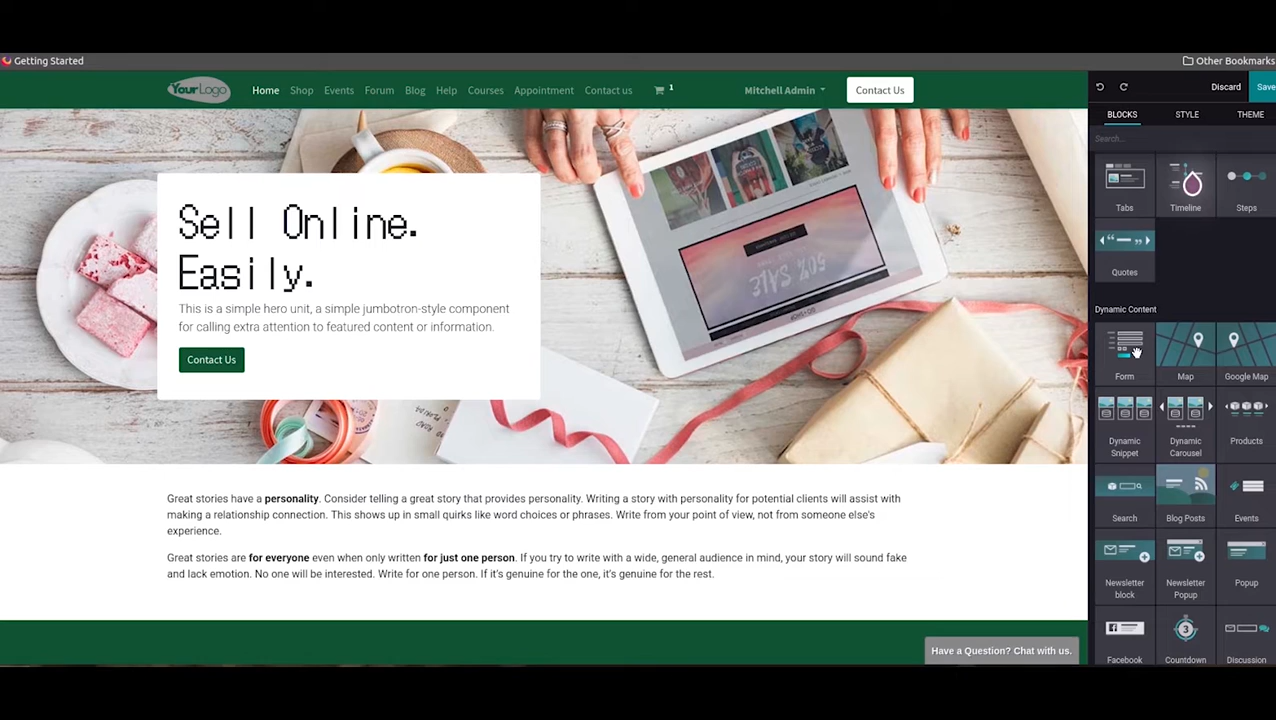 Getting Started
Other Bookmarks
YourLogo
Home Shop Events Forum Blog Help Courses Appointment Contact us 1 Mitchell Admin Contact Us
Discard Save
BLOCKS STYLE THEME
Search...
Tabs Timeline Steps
Quotes
Dynamic Content
Form Map Google Map
Dynamic Snippet
Dynamic Carousel
Products
Search Blog Posts Events
Newsletter block
Newsletter Popup
Popup
Facebook Countdown Discussion
3
Sell Online.
Easily.
This is a simple hero unit, a simple jumbotron-style component
for calling extra attention to featured content or information.
Contact Us
50% SALE
Great stories have a personality. Consider telling a great story that provides personality. Writing a story with personality for potential clients will assist with
making a relationship connection. This shows up in small quirks like word choices or phrases. Write from your point of view, not from someone else's
experience.
Great stories are for everyone even when only written for just one person. If you try to write with a wide, general audience in mind, your story will sound fake
and lack emotion. No one will be interested. Write for one person. If it's genuine for the one, it's genuine for the rest.
Have a Question? Chat with us.